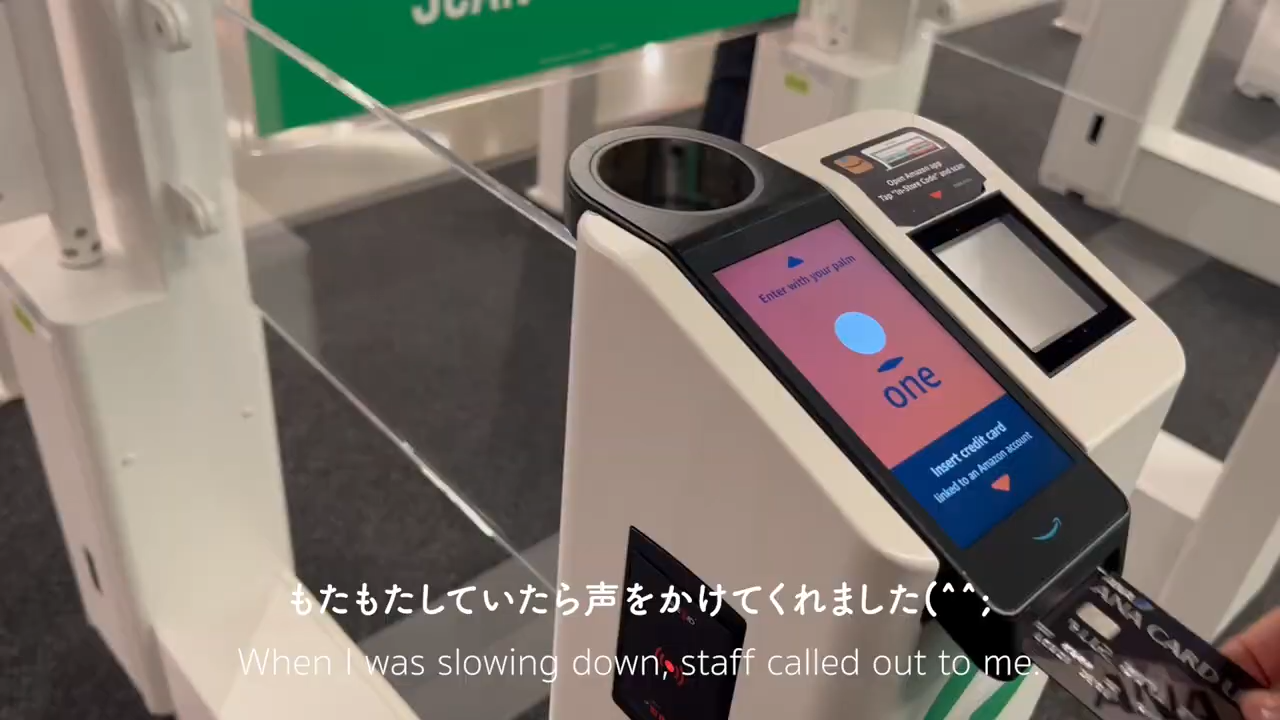 SCAN
Open Amazon app
Tap "In-Store Code" and scan
Enter with your palm
one
Insert credit card
linked to an Amazon account
ANA CARD
ANA
もたもたしていたら声をかけてくれました(^^;
When I was slowing down, staff called out to me.